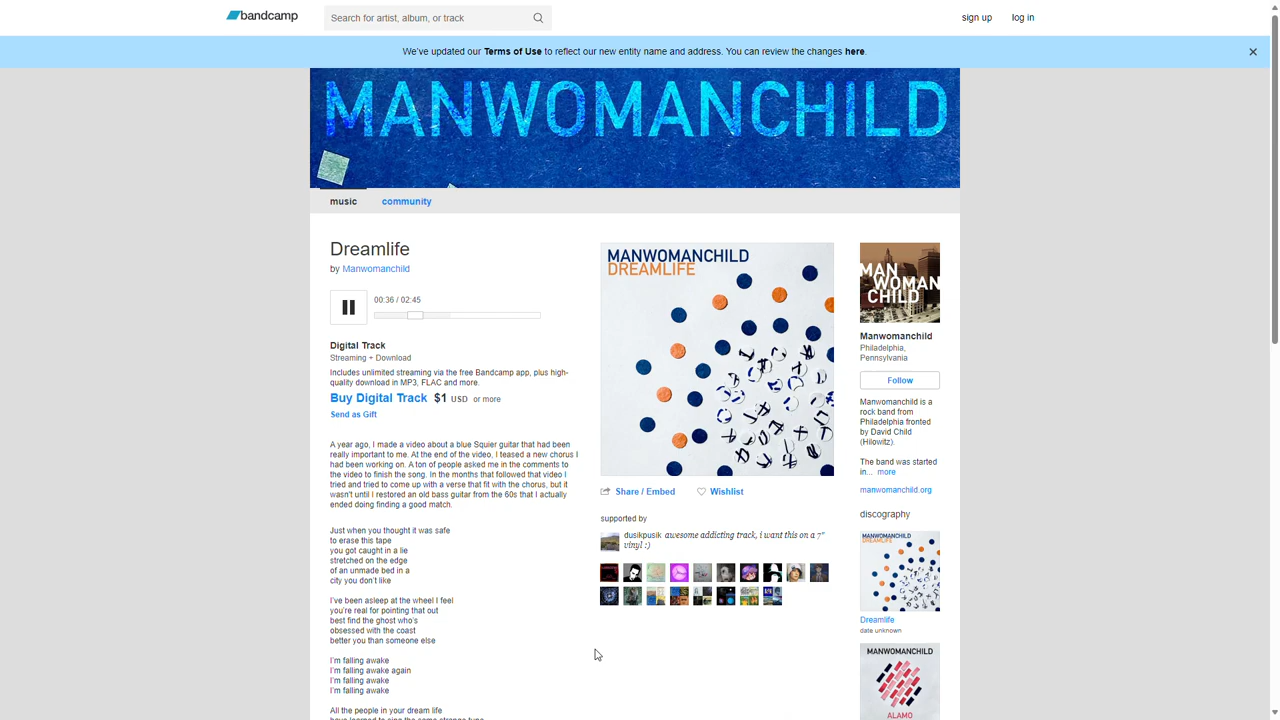 bandcamp
Search for artist, album, or track
sign up
log in
We've updated our Terms of Use to reflect our new entity name and address. You can review the changes here.
MANWOMANCHILD
music
community
Dreamlife
by Manwomanchild
00:36 / 02:45
Digital Track
Streaming + Download
Includes unlimited streaming via the free Bandcamp app, plus high-
quality download in MP3, FLAC and more.
Buy Digital Track $1 USD or more
Send as Gift
A year ago, I made a video about a blue Squier guitar that had been
really important to me. At the end of the video, I teased a new chorus I
had been working on. A ton of people asked me in the comments to
the video to finish the song. In the months that followed that video I
tried and tried to come up with a verse that fit with the chorus, but it
wasn't until I restored an old bass guitar from the 60s that I actually
ended doing finding a good match.
Just when you thought it was safe
to erase this tape
you got caught in a lie
stretched on the edge
of an unmade bed in a
city you don't like
I've been asleep at the wheel I feel
you're real for pointing that out
best find the ghost who's
obsessed with the coast
better you than someone else
I'm falling awake
I'm falling awake again
I'm falling awake
I'm falling awake
All the people in your dream life
have learned to sing the same strange tune
MANWOMANCHILD
DREAMLIFE
Share / Embed
Wishlist
supported by
dusikpusik awesome addicting track, i want this on a 7"
vinyl :)
MAN
WOMAN
CHILD
Manwomanchild
Philadelphia,
Pennsylvania
Follow
Manwomanchild is a
rock band from
Philadelphia fronted
by David Child
(Hilowitz).
The band was started
in... more
manwomanchild.org
discography
MANWOMANCHILD
DREAMLIFE
Dreamlife
date unknown
MANWOMANCHILD
ALAMO